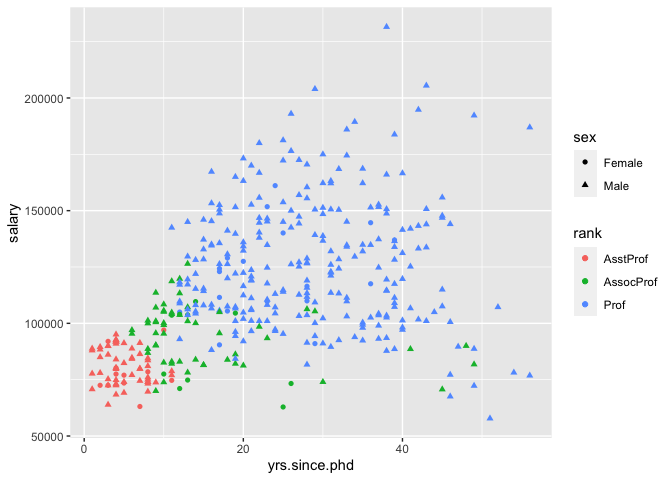 200000
150000
100000
50000
salary
0
20
40
yrs.since.phd
sex
Female
Male
rank
AsstProf
AssocProf
Prof